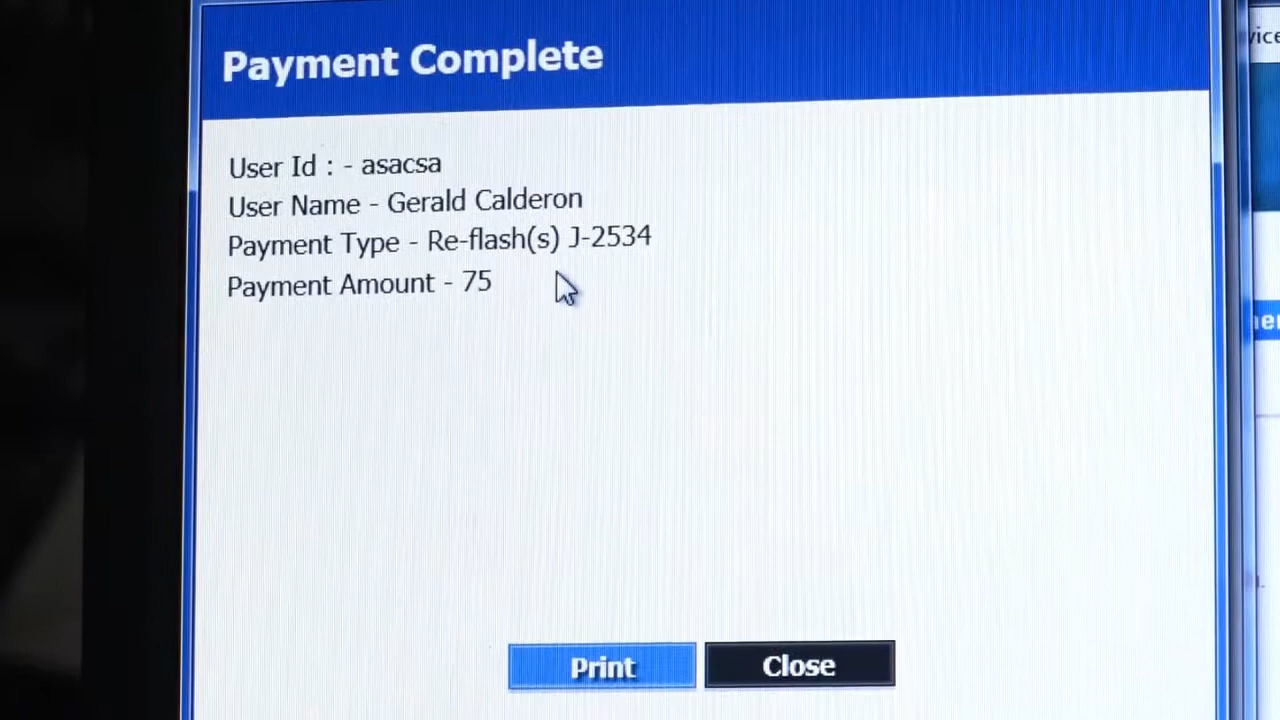 Payment Complete
User Id : - asacsa
User Name - Gerald Calderon
Payment Type - Re-flash(s) J-2534
Payment Amount - 75
Print
Close